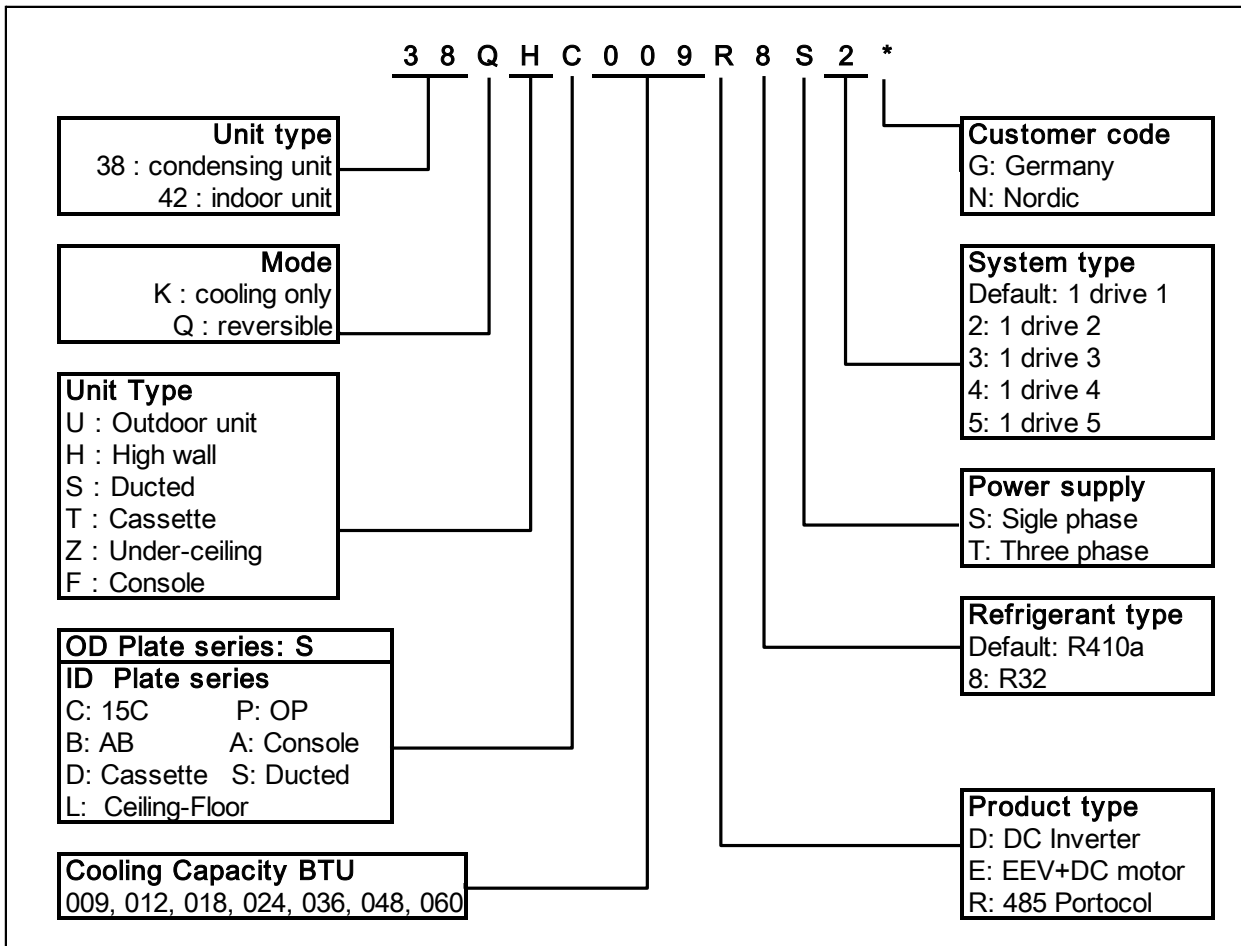 3 8 Q H C 0 0 9 R 8 S 2 *
Unit type
38 : condensing unit
42 : indoor unit
Mode
K : cooling only
Q : reversible
Unit Type
U : Outdoor unit
H : High wall
S : Ducted
T : Cassette
Z : Under-ceiling
F : Console
OD Plate series: S
ID Plate series
C: 15C P: OP
B: AB A: Console
D: Cassette S: Ducted
L: Ceiling-Floor
Cooling Capacity BTU
009, 012, 018, 024, 036, 048, 060
Customer code
G: Germany
N: Nordic
System type
Default: 1 drive 1
2: 1 drive 2
3: 1 drive 3
4: 1 drive 4
5: 1 drive 5
Power supply
S: Sigle phase
T: Three phase
Refrigerant type
Default: R410a
8: R32
Product type
D: DC Inverter
E: EEV+DC motor
R: 485 Portocol